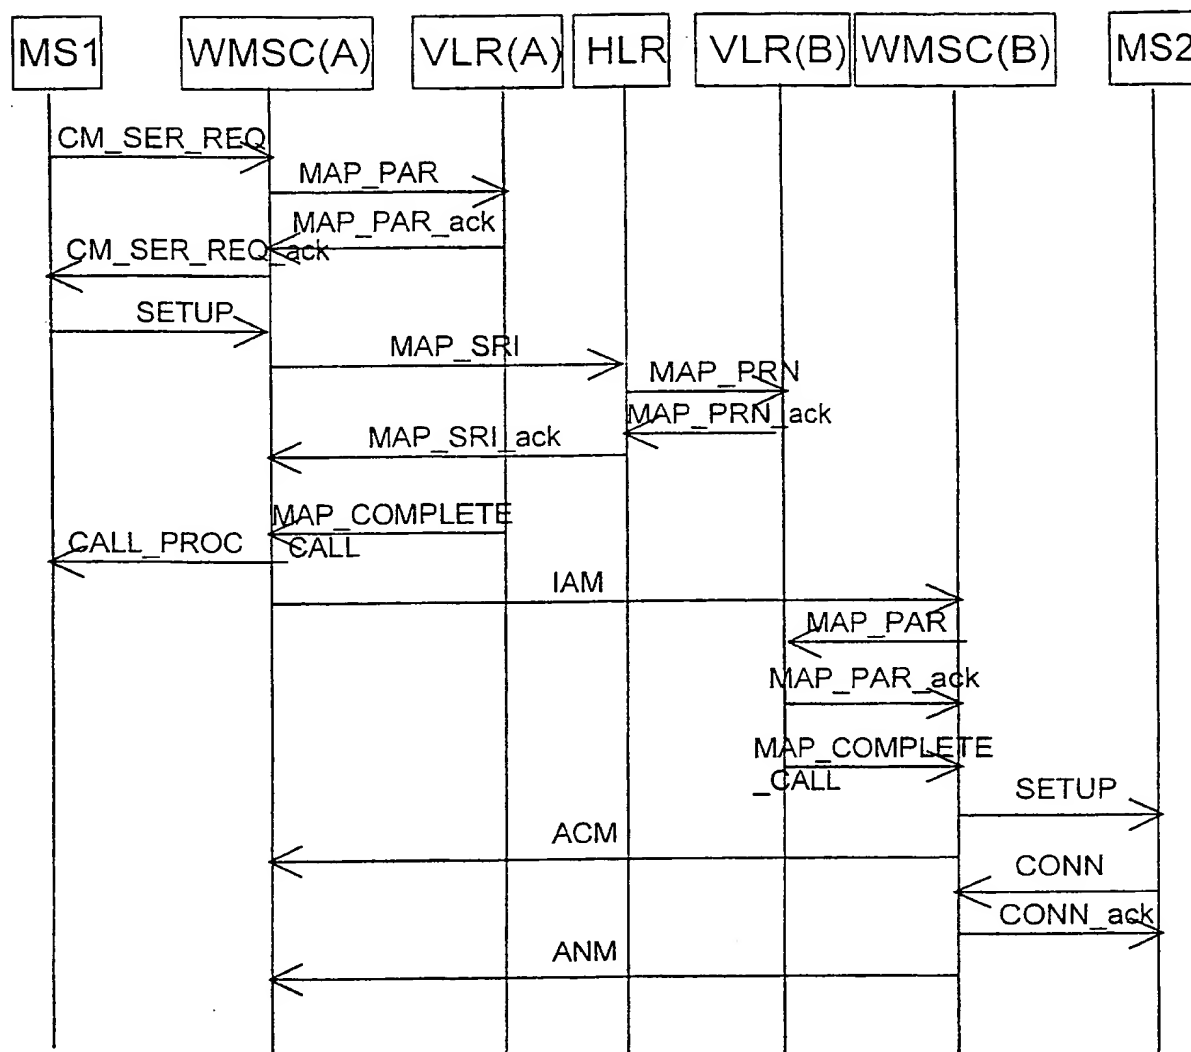 MS1 WMSC(A) VLR(A) HLR VLR(B) WMSC(B) MS2
CM_SER_REQ
MAP_PAR
MAP_PAR_ack
CM_SER_REQ_ack
SETUP
MAP_SRI
MAP_PRN
MAP_PRN_ack
MAP_SRI_ack
MAP_COMPLETE
CALL_PROC
_CALL
IAM
MAP_PAR
MAP_PAR_ack
MAP_COMPLETE
_CALL
SETUP
ACM
CONN
CONN_ack
ANM